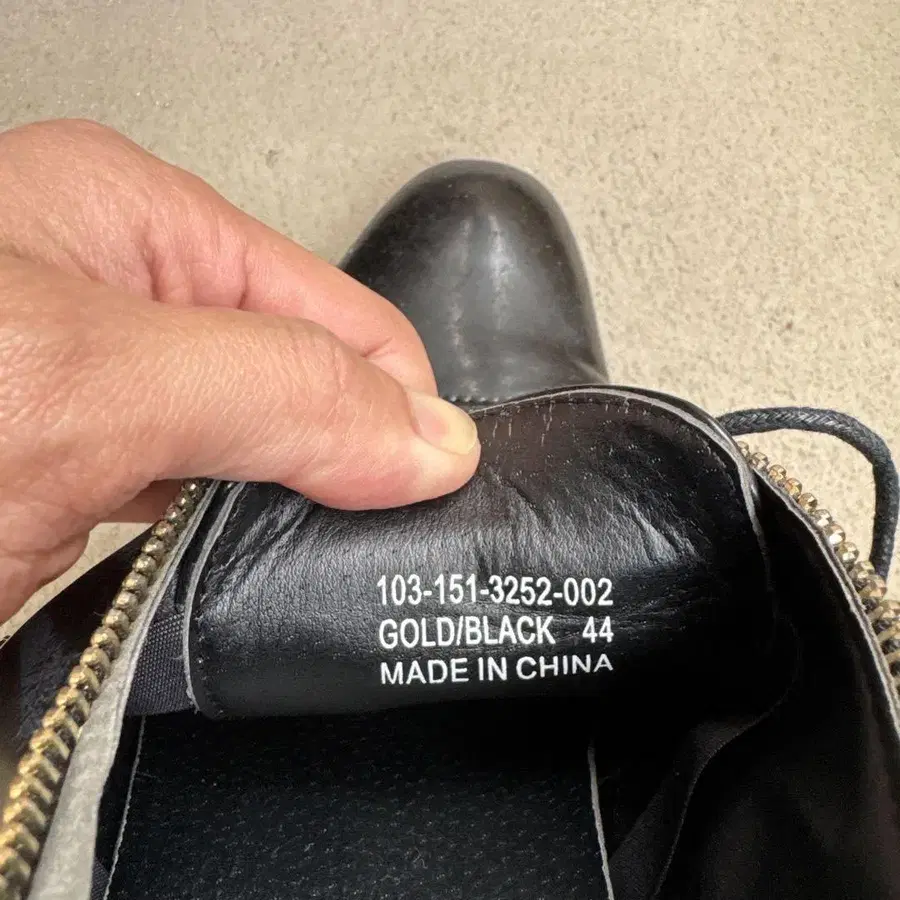 103-151-3252-002
GOLD/BLACK 44
MADE IN CHINA